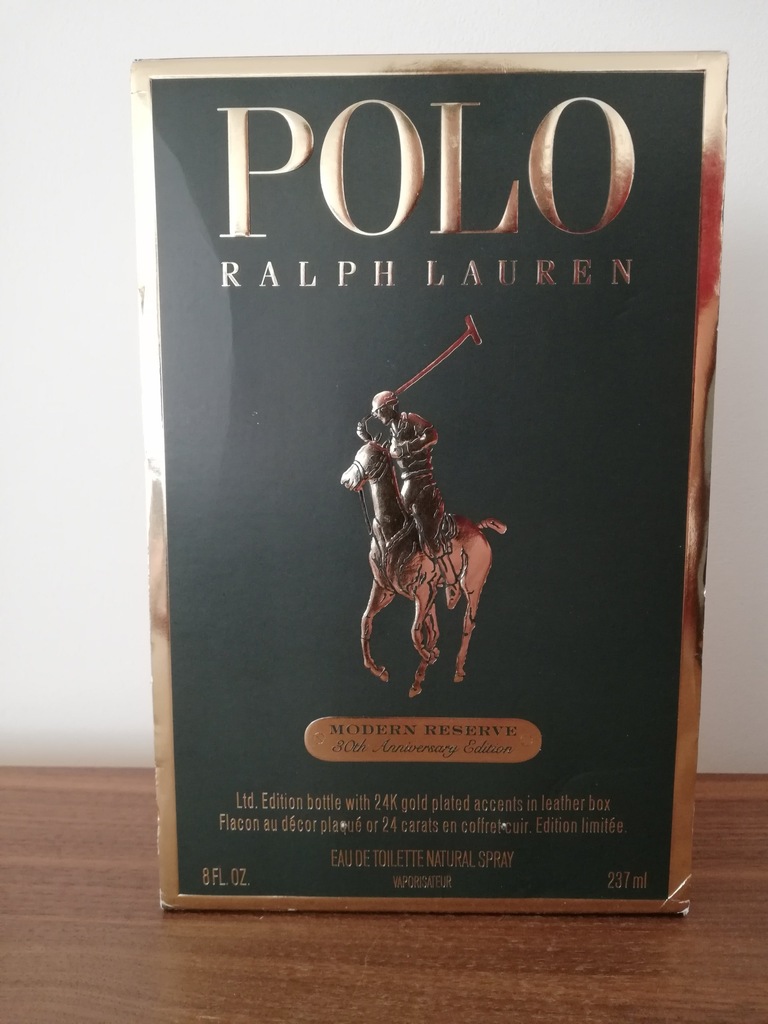 POLO
RALPH LAUREN
MODERN RESERVE
30th Anniversary Edition
Ltd. Edition bottle with 24K gold plated accents in leather box
Flacon au décor plaqué or 24 carats en coffret cuir. Edition limitée.
EAU DE TOILETTE NATURAL SPRAY
8 FL. OZ. VAPORISATEUR 237 ml